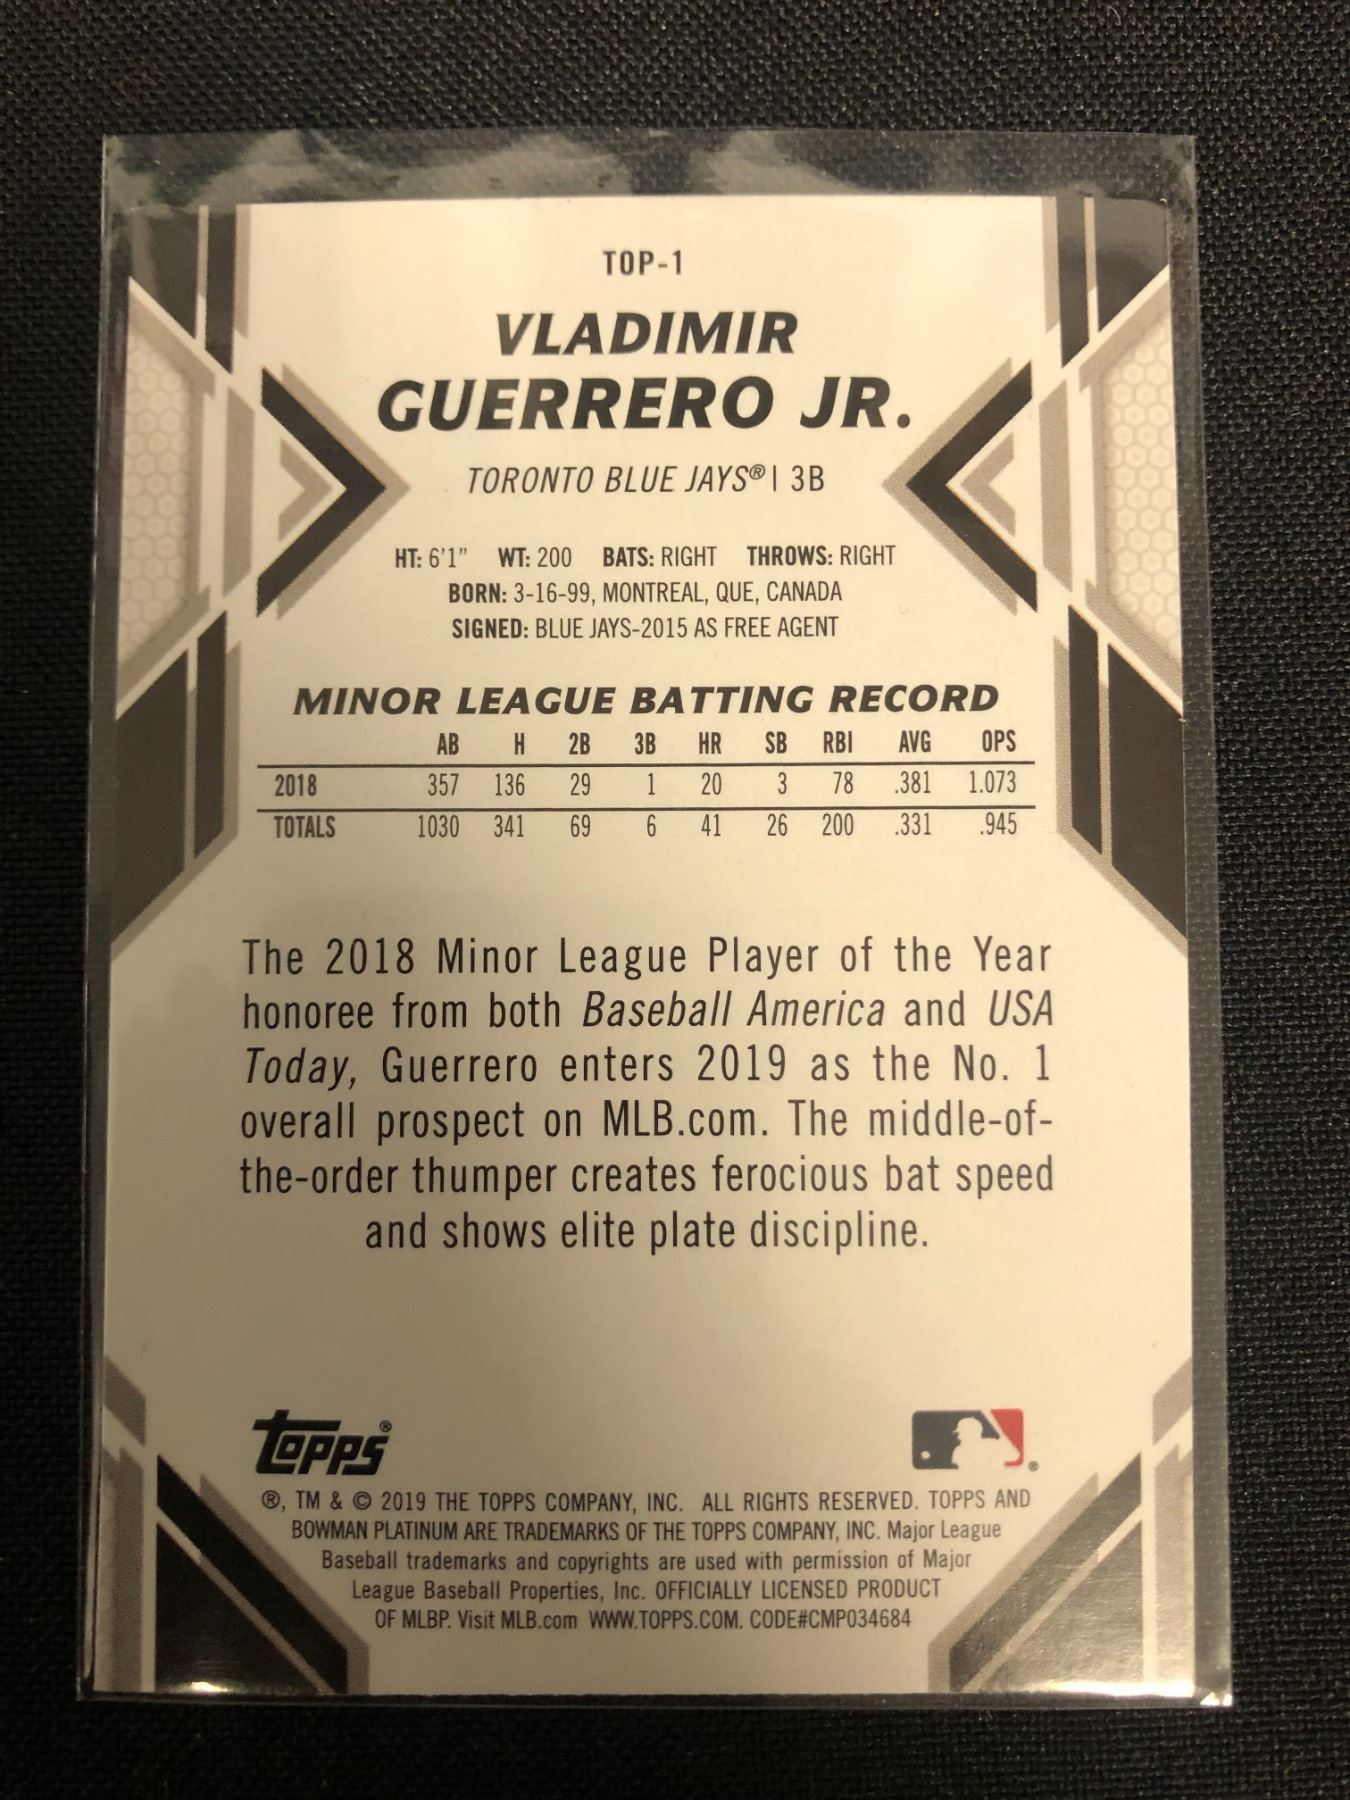 TOP-1
VLADIMIR
GUERRERO JR.
TORONTO BLUE JAYS® | 3B
HT: 6'1" WT: 200 BATS: RIGHT THROWS: RIGHT
BORN: 3-16-99, MONTREAL, QUE, CANADA
SIGNED: BLUE JAYS-2015 AS FREE AGENT
MINOR LEAGUE BATTING RECORD
AB H 2B 3B HR SB RBI AVG OPS
2018 357 136 29 1 20 3 78 .381 1.073
TOTALS 1030 341 69 6 41 26 200 .331 .945
The 2018 Minor League Player of the Year
honoree from both Baseball America and USA
Today, Guerrero enters 2019 as the No. 1
overall prospect on MLB.com. The middle-of-
the-order thumper creates ferocious bat speed
and shows elite plate discipline.
Topps®
®
®, TM & © 2019 THE TOPPS COMPANY, INC. ALL RIGHTS RESERVED. TOPPS AND
BOWMAN PLATINUM ARE TRADEMARKS OF THE TOPPS COMPANY, INC. Major League
Baseball trademarks and copyrights are used with permission of Major
League Baseball Properties, Inc. OFFICIALLY LICENSED PRODUCT
OF MLBP. Visit MLB.com WWW.TOPPS.COM. CODE#CMP034684